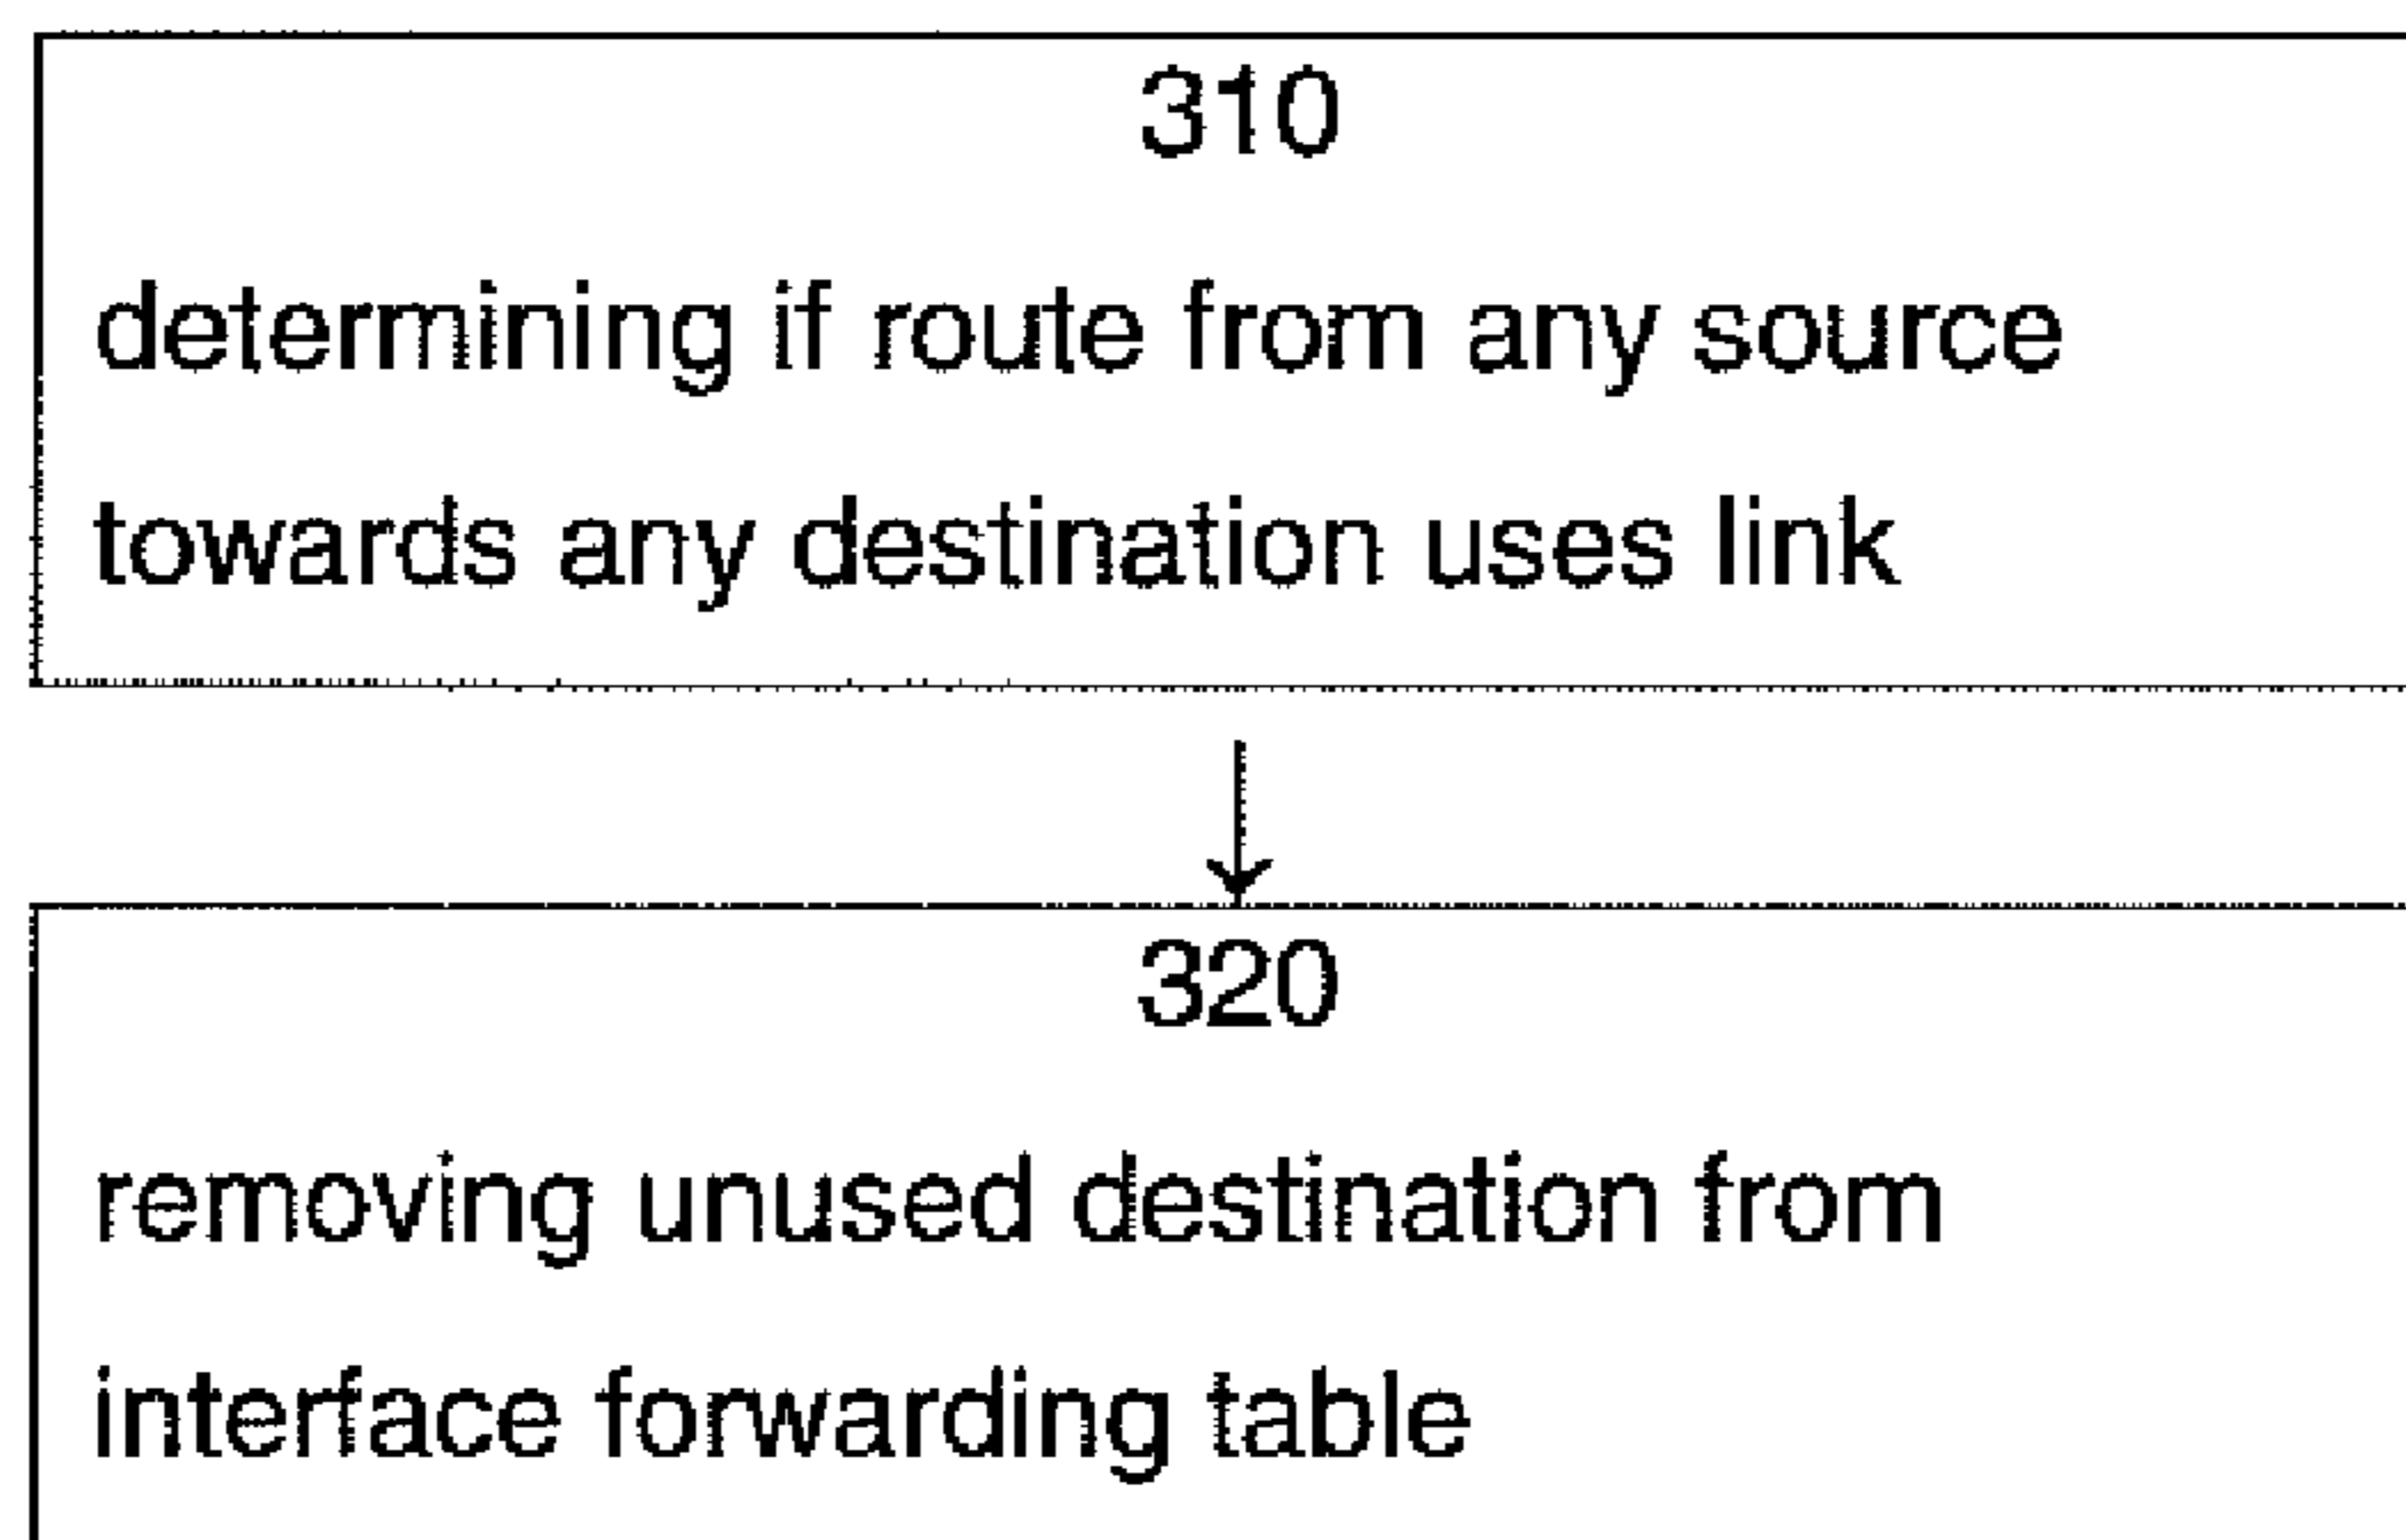 310
determining if route from any source
towards any destination uses link
320
removing unused destination from
interface forwarding table